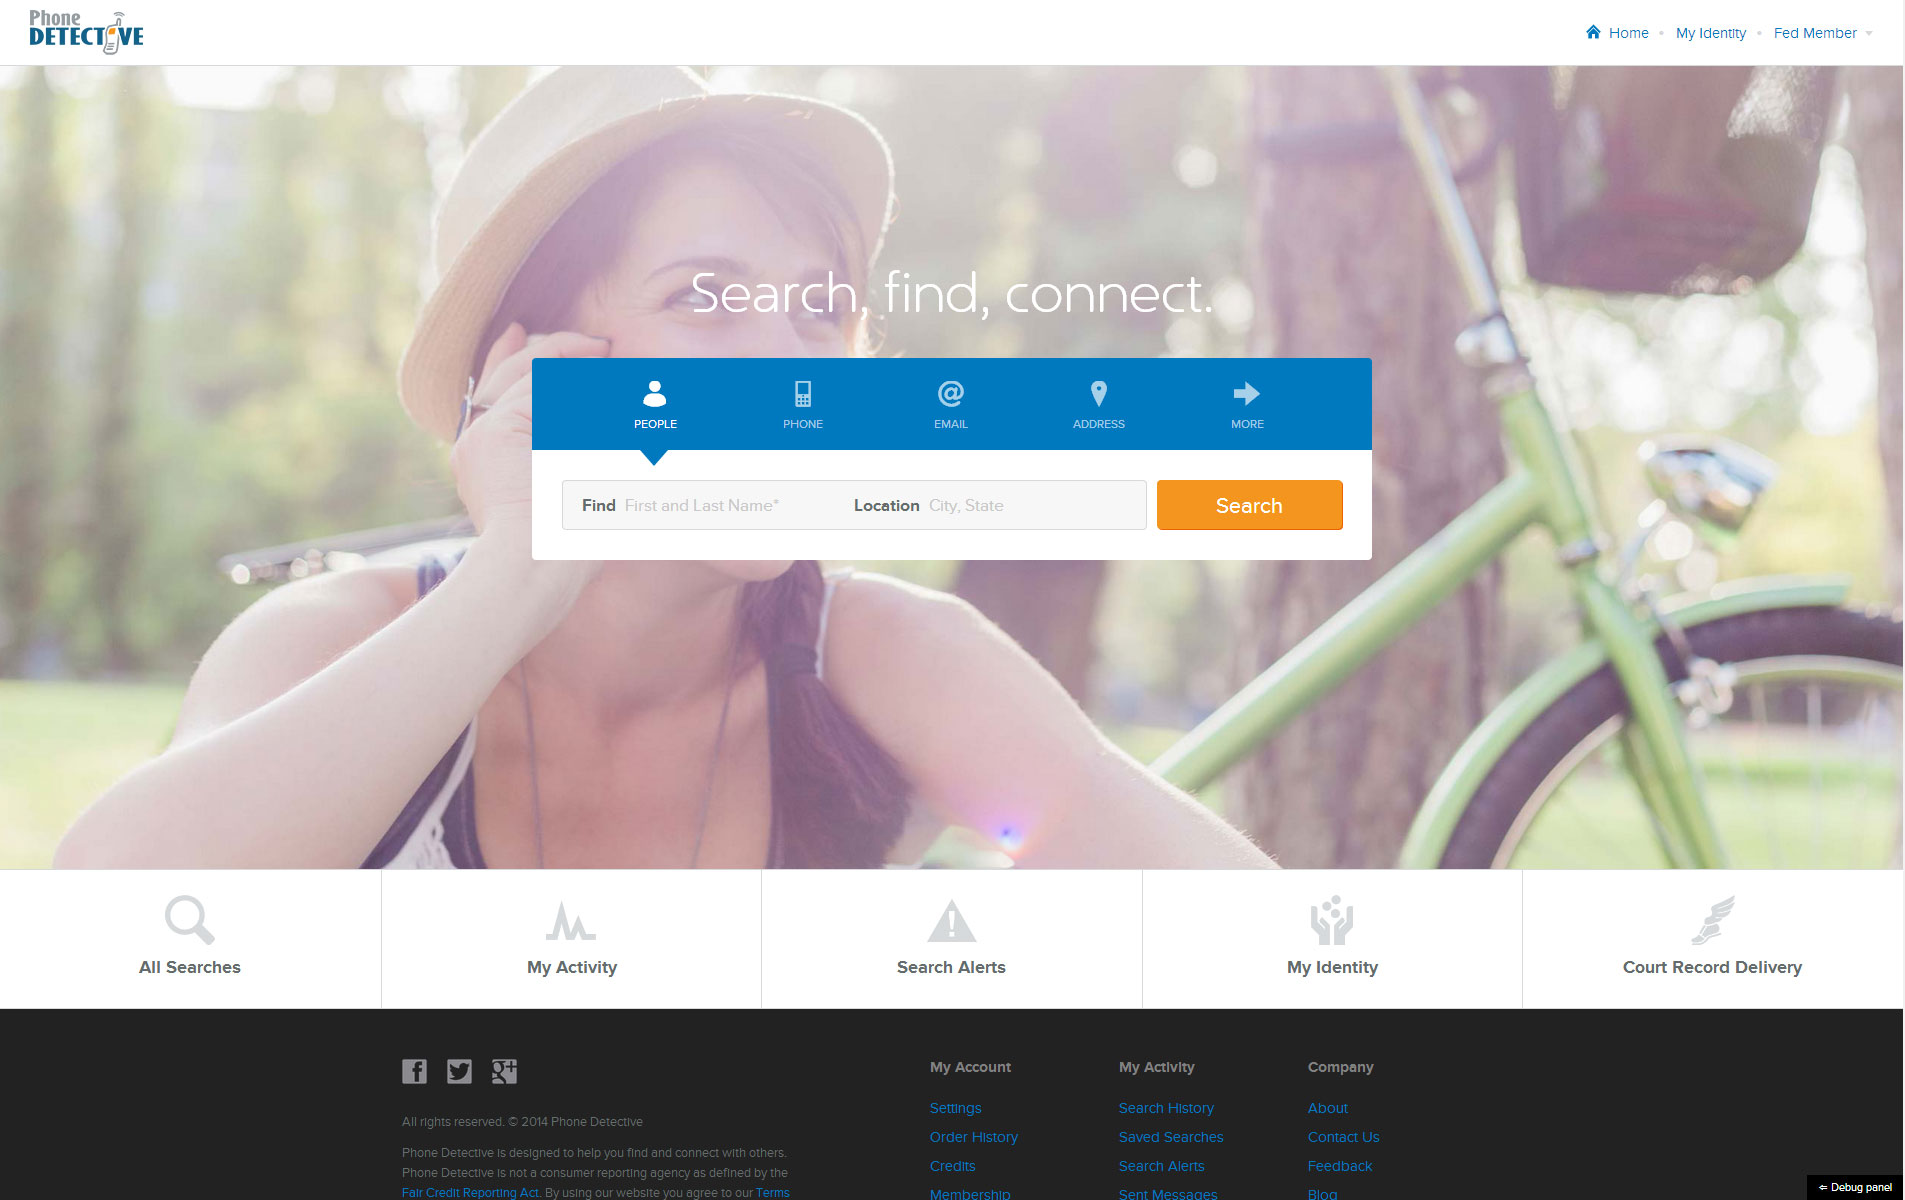 Phone
DETECTIVE
Home • My Identity • Fed Member
Search, find, connect.
PEOPLE PHONE EMAIL ADDRESS MORE
Find First and Last Name* Location City, State Search
All Searches My Activity Search Alerts My Identity Court Record Delivery
My Account My Activity Company
All rights reserved. © 2014 Phone Detective
Phone Detective is designed to help you find and connect with others.
Phone Detective is not a consumer reporting agency as defined by the
Fair Credit Reporting Act. By using our website you agree to our Terms
Settings
Order History
Credits
Membership
Search History
Saved Searches
Search Alerts
Sent Messages
About
Contact Us
Feedback
Blog
⇐ Debug panel